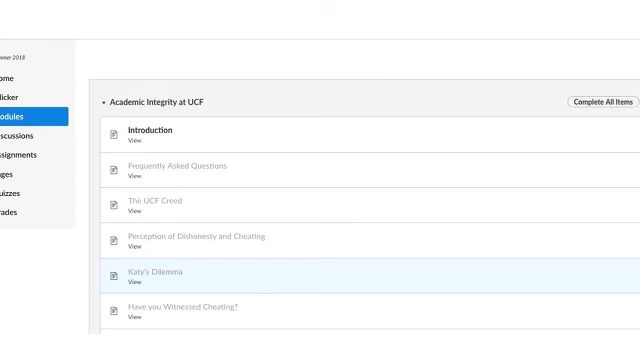 mmer 2018
ome
licker
odules
scussions
ssignments
ges
uizzes
rades
Academic Integrity at UCF
Complete All Items
Introduction
View
Frequently Asked Questions
View
The UCF Creed
View
Perception of Dishonesty and Cheating
View
Katy's Dilemma
View
Have you Witnessed Cheating?
View